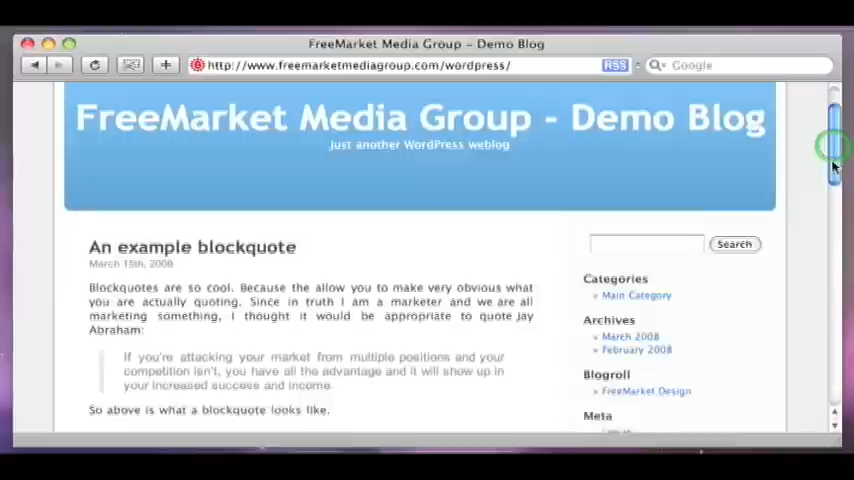 FreeMarket Media Group - Demo Blog
http://www.freemarketmediagroup.com/wordpress/
RSS
Google
FreeMarket Media Group - Demo Blog
Just another WordPress weblog
An example blockquote
March 15th, 2008
Blockquotes are so cool. Because the allow you to make very obvious what
you are actually quoting. Since in truth I am a marketer and we are all
marketing something, I thought it would be appropriate to quote Jay
Abraham:
If you're attacking your market from multiple positions and your
competition isn't, you have all the advantage and it will show up in
your increased success and income.
So above is what a blockquote looks like.
Search
Categories
» Main Category
Archives
» March 2008
» February 2008
Blogroll
» FreeMarket Design
Meta